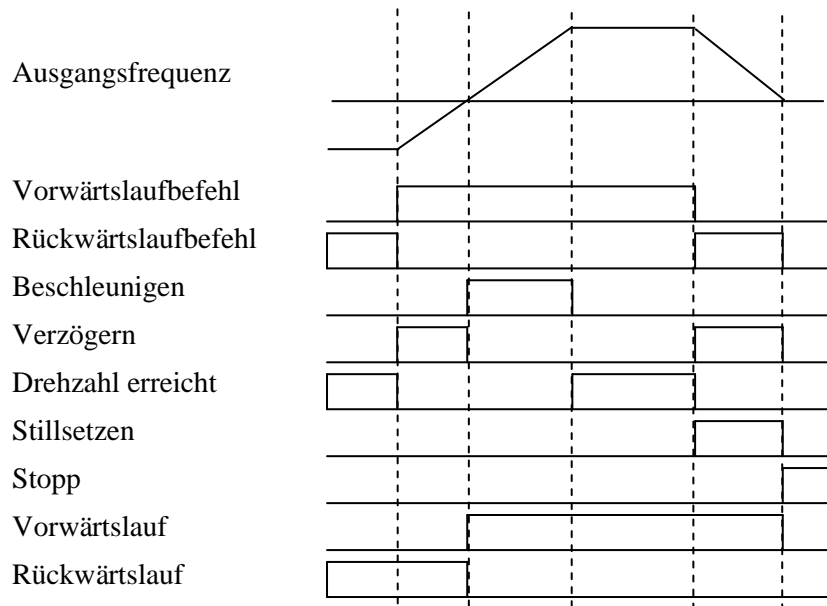 Ausgangsfrequenz
Vorwärtslaufbefehl
Rückwärtslaufbefehl
Beschleunigen
Verzögern
Drehzahl erreicht
Stillsetzen
Stopp
Vorwärtslauf
Rückwärtslauf